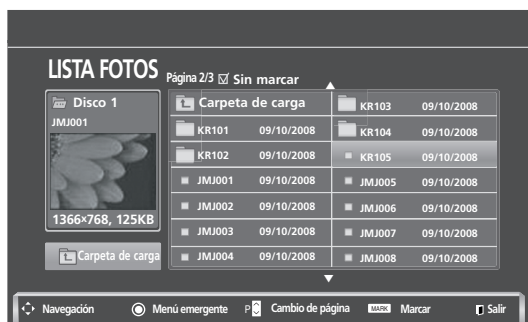 LISTA FOTOS
Página 2/3 Sin marcar
Disco 1
JMJ001
1366×768, 125KB
Carpeta de carga
Carpeta de carga
KR101 09/10/2008
KR102 09/10/2008
JMJ001 09/10/2008
JMJ002 09/10/2008
JMJ003 09/10/2008
JMJ004 09/10/2008
KR103 09/10/2008
KR104 09/10/2008
KR105 09/10/2008
JMJ005 09/10/2008
JMJ006 09/10/2008
JMJ007 09/10/2008
JMJ008 09/10/2008
Navegación Menú emergente P Cambio de página MARK Marcar Salir